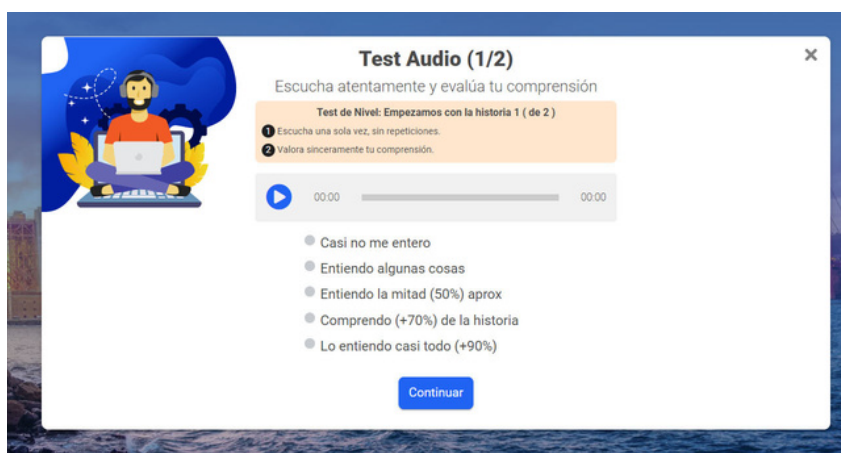 Test Audio (1/2)
×
Escucha atentamente y evalúa tu comprensión
Test de Nivel: Empezamos con la historia 1 ( de 2 )
1 Escucha una sola vez, sin repeticiones.
2 Valora sinceramente tu comprensión.
00:00 00:00
Casi no me entero
Entiendo algunas cosas
Entiendo la mitad (50%) aprox
Comprendo (+70%) de la historia
Lo entiendo casi todo (+90%)
Continuar